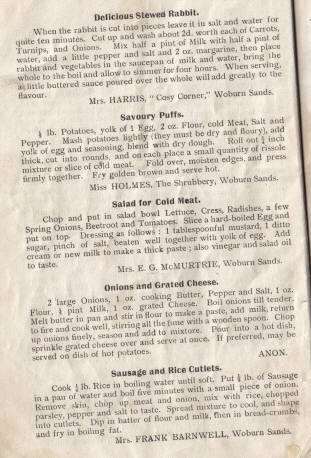 Delicious Stewed Rabbit.
When the rabbit is cut into pieces leave it in salt and water for
quite ten minutes. Cut up and wash about 2d. worth each of Carrots,
Turnips, and Onions. Mix half a pint of Milk with half a pint of
water, add a little pepper and salt and 2 oz. margarine, then place
rabbit and vegetables in the saucepan of milk and water, bring the
whole to the boil and allow to simmer for four hours. When serving,
a little buttered sauce poured over the whole will add greatly to the
flavour.
Mrs. HARRIS, "Cosy Corner," Woburn Sands.
Savoury Puffs.
lb. Potatoes, yolk of 1 Egg, 2 oz. Flour, cold Meat, Salt and
Pepper. Mash potatoes lightly (they must be dry and floury), add
yolk of egg and seasoning, blend with dry dough. Roll out inch
thick, cut into rounds, and on each place a small quantity of rissole
mixture or slice of cold meat. Fold over, moisten edges, and press
firmly together. Fry golden brown and serve hot.
Miss HOLMES, The Shrubbery, Woburn Sands.
Salad for Cold Meat.
Chop and put in salad bowl Lettuce, Cress, Radishes, a few
Spring Onions, Beetroot and Tomatoes. Slice a hard-boiled Egg and
put on top. Dressing as follows: 1 tablespoonful mustard, 1 ditto
sugar, pinch of salt, beaten well together with yolk of egg. Add
cream or new milk to make a thick paste; also vinegar and salad oil
to taste.
Mrs. E. G. McMURTRIE, Woburn Sands.
Onions and Grated Cheese.
2 large Onions, 1 oz. cooking Butter, Pepper and Salt, 1 oz.
Flour, pint Milk, 1 oz. grated Cheese. Boil onions till tender.
Melt butter in pan and stir in flour to make a paste, add milk, return
to fire and cook well, stirring all the time with a wooden spoon. Chop
up onions finely, season and add to mixture. Pour into a hot dish,
sprinkle grated cheese over and serve at once. If preferred, may be
served on dish of hot potatoes.
ANON.
Sausage and Rice Cutlets.
Cook lb. Rice in boiling water until soft. Put lb. of Sausage
in a pan of water and boil five minutes with a small piece of onion.
Remove skin, chop up meat and onion, mix with rice, chopped
parsley, pepper and salt to taste. Spread mixture to cool, and shape
into cutlets. Dip in batter of flour and milk, then in bread-crumbs,
and fry in boiling fat.
Mrs. FRANK BARNWELL, Woburn Sands.